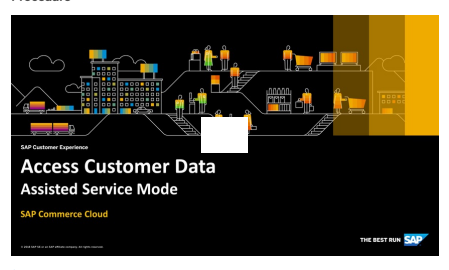 SAP Customer Experience
Access Customer Data
Assisted Service Mode
SAP Commerce Cloud
THE BEST RUN SAP
© 2018 SAP SE or an SAP affiliate company. All rights reserved.